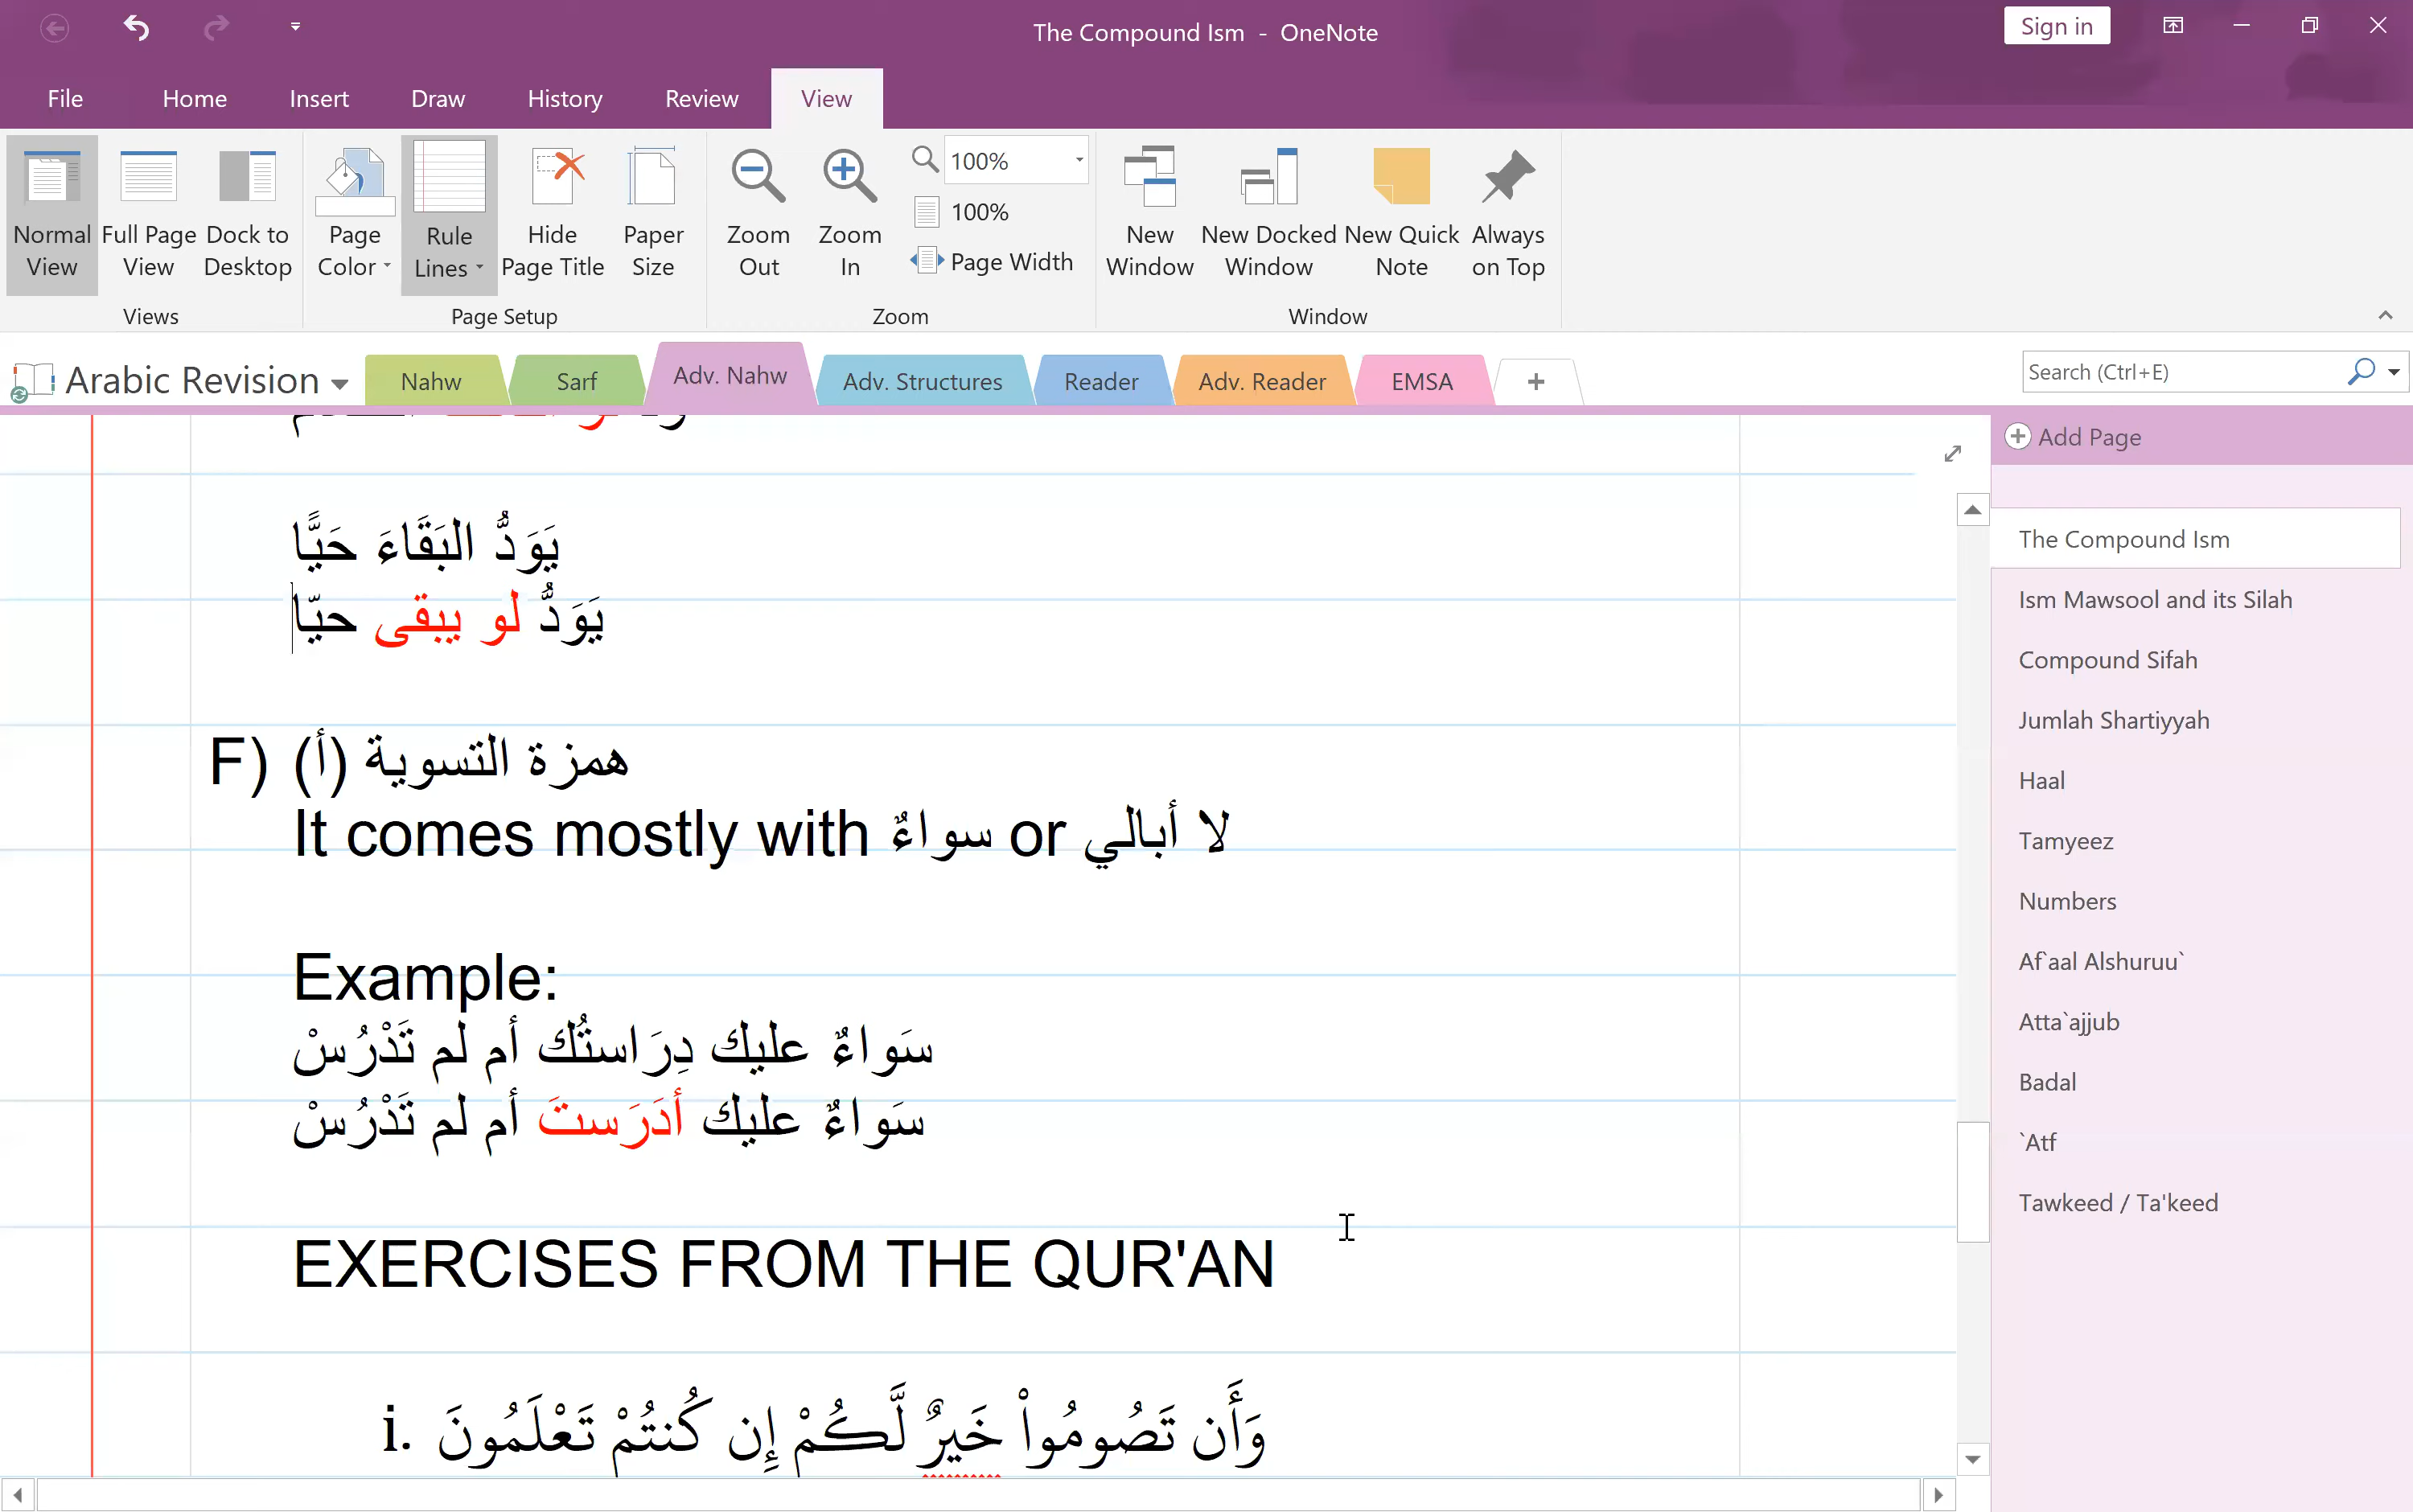 The Compound Ism - OneNote
Sign in
File Home Insert Draw History Review View
Normal View
Full Page View
Dock to Desktop
Views
Page Color
Rule Lines
Hide Page Title
Paper Size
Page Setup
Zoom Out
Zoom In
100%
100%
Page Width
Zoom
New Window
New Docked Window
New Quick Note
Always on Top
Window
Arabic Revision
Nahw
Sarf
Adv. Nahw
Adv. Structures
Reader
Adv. Reader
EMSA
+
Search (Ctrl+E)
يَوَدُّ البَقَاءَ حَيًّا
يَوَدُّ لو يبقى حيّا
F) (أ) همزة التسوية
It comes mostly with سواءٌ or لا أبالي
Example:
سَواءٌ عليك دِرَاستُك أم لم تَدْرُسْ
سَواءٌ عليك أدَرَستَ أم لم تَدْرُسْ
EXERCISES FROM THE QUR'AN
i. وَأَن تَصُومُواْ خَيرٌ لَّكُمْ إِن كُنتُمْ تَعْلَمُونَ
Add Page
The Compound Ism
Ism Mawsool and its Silah
Compound Sifah
Jumlah Shartiyyah
Haal
Tamyeez
Numbers
Af`aal Alshuruu`
Atta`ajjub
Badal
`Atf
Tawkeed / Ta'keed